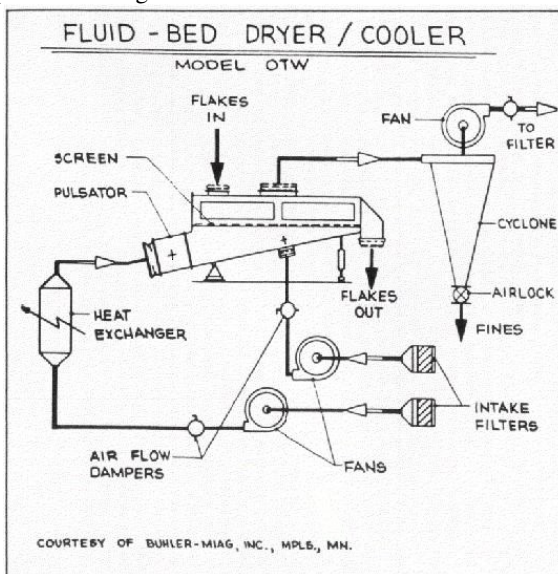 FLUID - BED DRYER / COOLER
MODEL OTW
FLAKES
IN
FAN
TO
FILTER
SCREEN
PULSATOR
CYCLONE
AIRLOCK
FLAKES
OUT
FINES
HEAT
EXCHANGER
INTAKE
FILTERS
AIR FLOW
DAMPERS
FANS
COURTESY OF BUHLER-MIAG, INC., MPLS., MN.